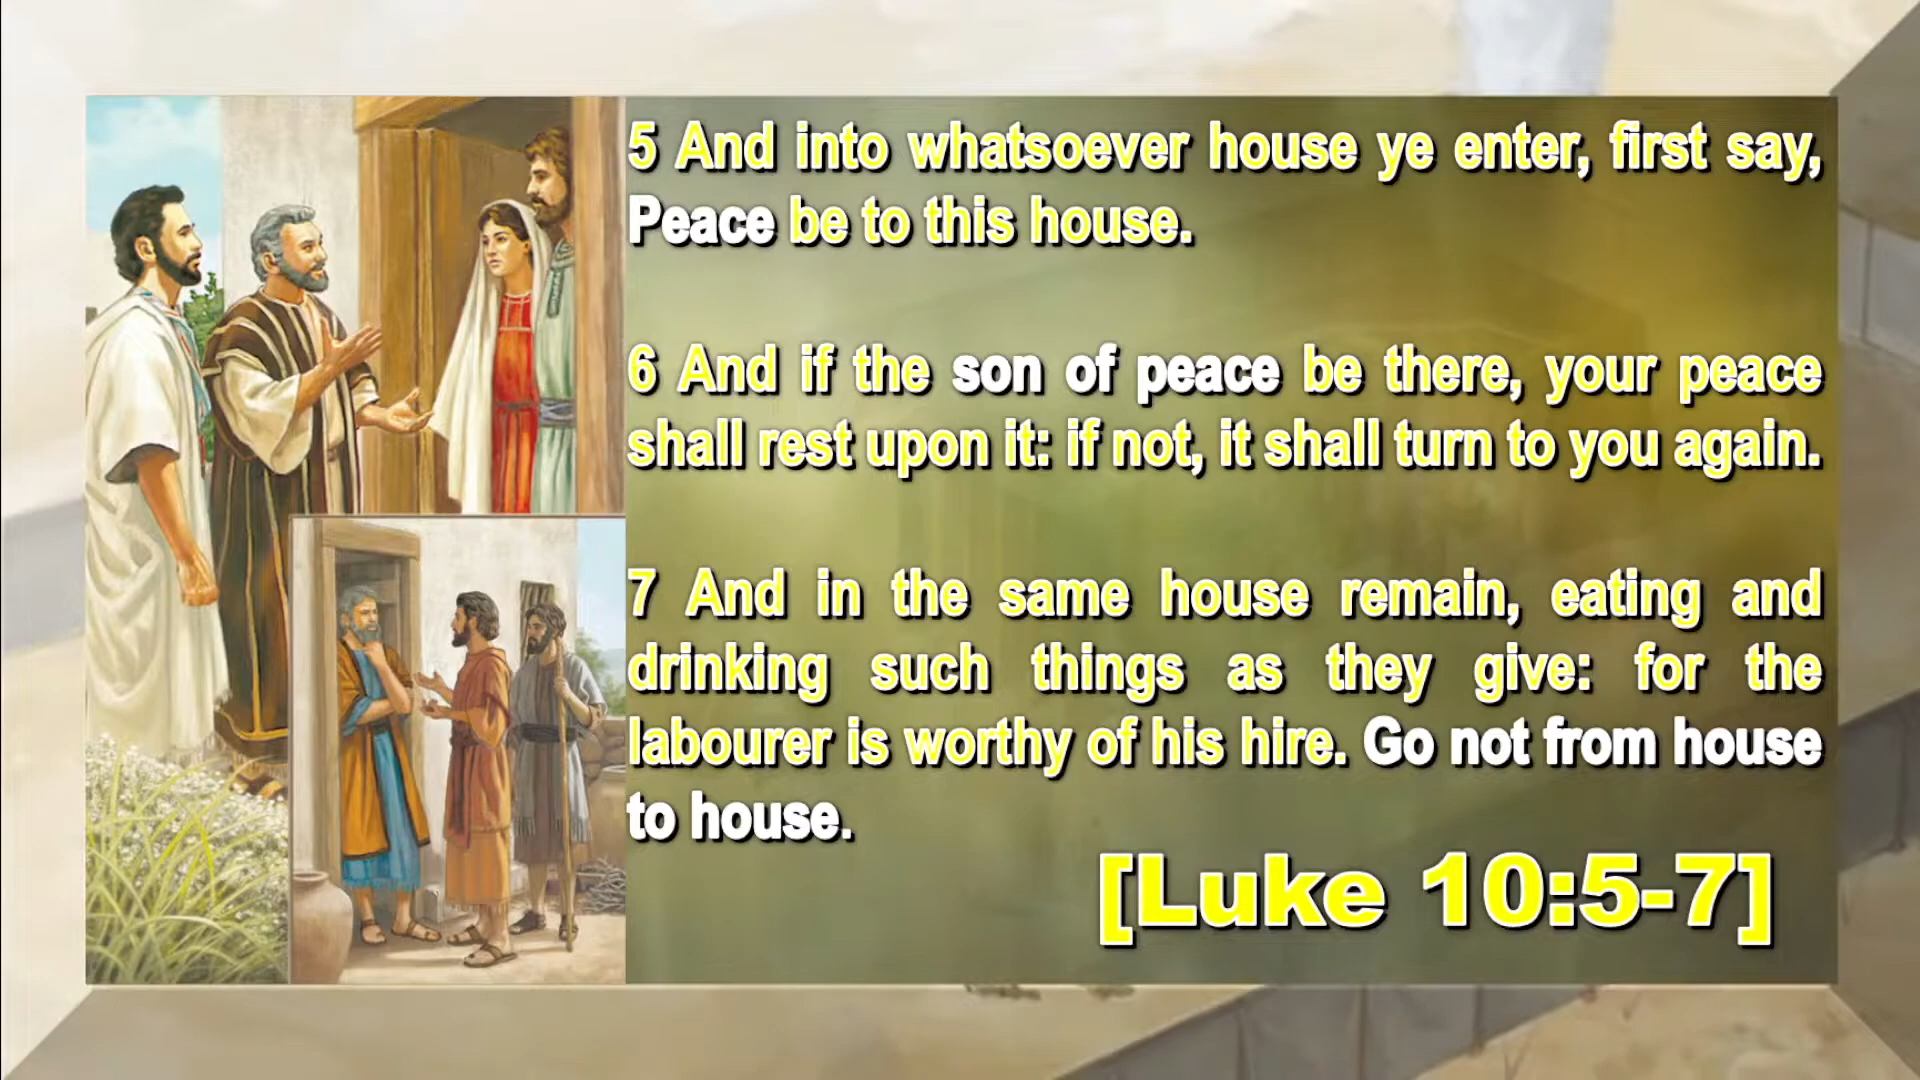 5 And into whatsoever house ye enter, first say,
Peace be to this house.
6 And if the son of peace be there, your peace
shall rest upon it: if not, it shall turn to you again.
7 And in the same house remain, eating and
drinking such things as they give: for the
labourer is worthy of his hire. Go not from house
to house.
[Luke 10:5-7]